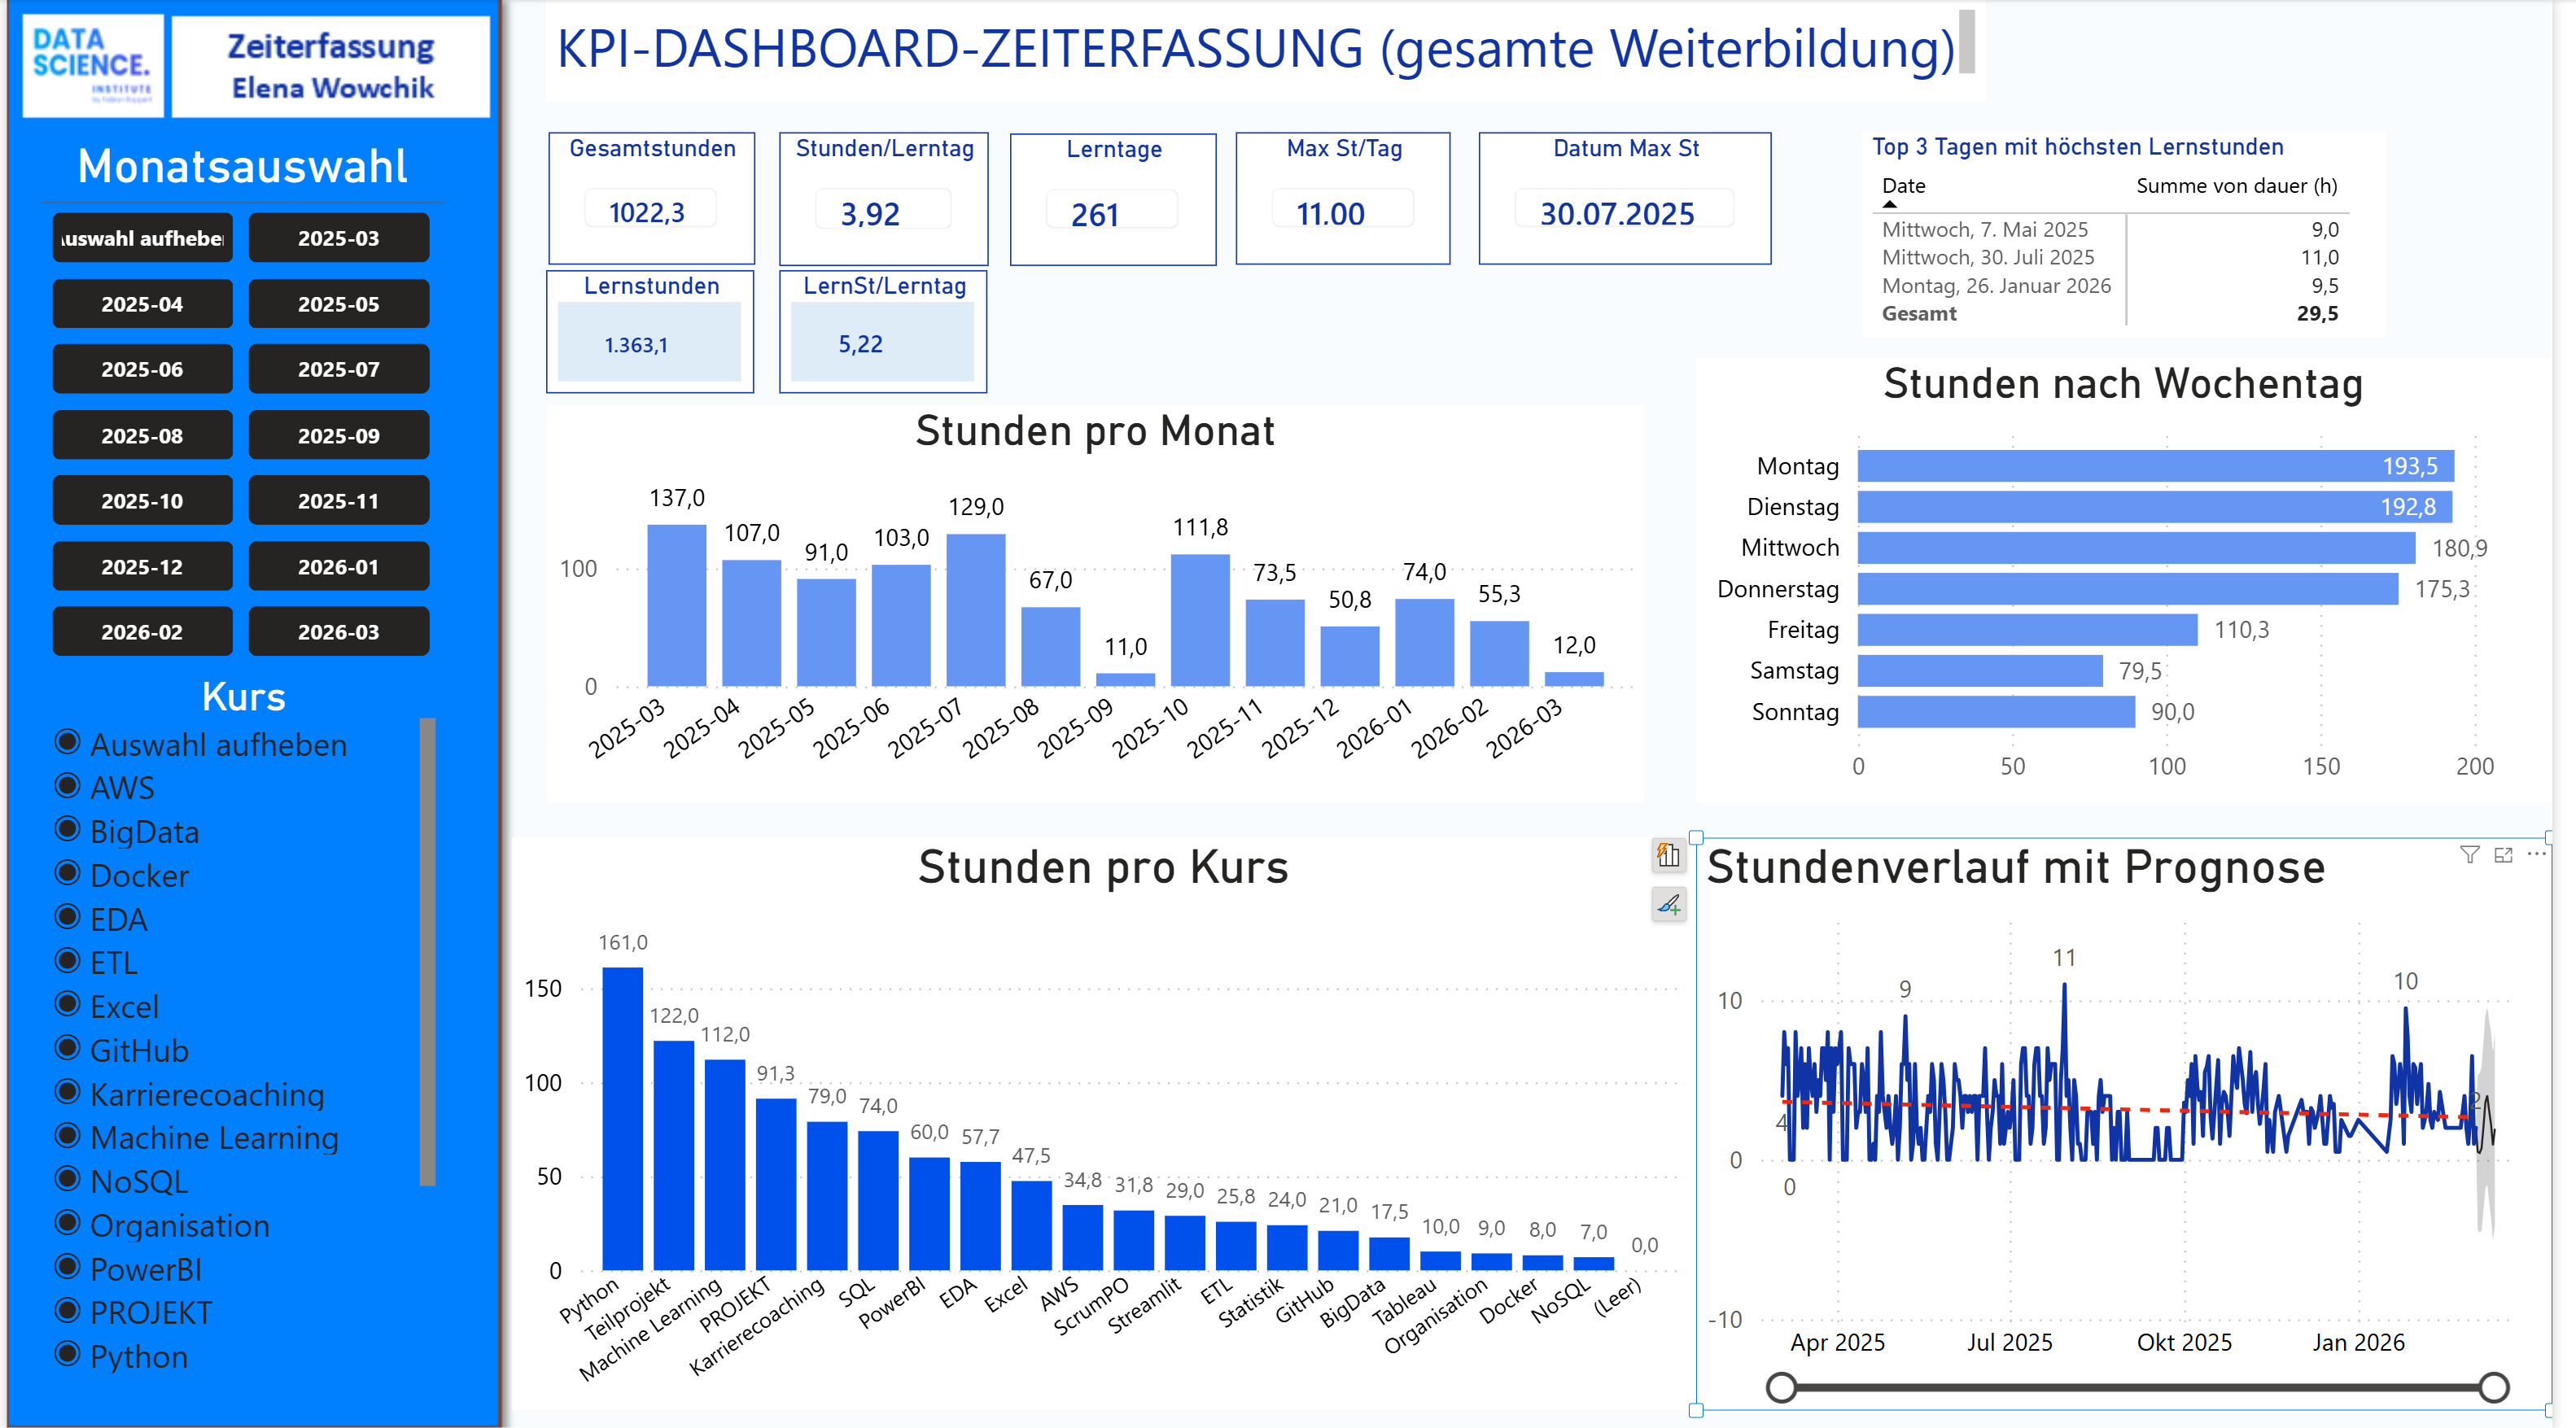 DATA
SCIENCE.
INSTITUTE
Zeiterfassung
Elena Wowchik
Monatsauswahl
uswahl aufheber
2025-03
2025-04
2025-05
2025-06
2025-07
2025-08
2025-09
2025-10
2025-11
2025-12
2026-01
2026-02
2026-03
Kurs
Auswahl aufheben
AWS
BigData
Docker
EDA
ETL
Excel
GitHub
Karrierecoaching
Machine Learning
NoSQL
Organisation
PowerBI
PROJEKT
Python
KPI-DASHBOARD-ZEITERFASSUNG (gesamte Weiterbildung)
Gesamtstunden
1022,3
Stunden/Lerntag
3,92
Lerntage
261
Max St/Tag
11.00
Datum Max St
30.07.2025
Lernstunden
1.363,1
LernSt/Lerntag
5,22
Top 3 Tagen mit höchsten Lernstunden
Date Summe von dauer (h)
Mittwoch, 7. Mai 2025 9,0
Mittwoch, 30. Juli 2025 11,0
Montag, 26. Januar 2026 9,5
Gesamt 29,5
Stunden pro Monat
137,0
107,0
91,0
103,0
129,0
67,0
11,0
111,8
73,5
50,8
74,0
55,3
12,0
100
0
2025-03
2025-04
2025-05
2025-06
2025-07
2025-08
2025-09
2025-10
2025-11
2025-12
2026-01
2026-02
2026-03
Stunden nach Wochentag
Montag 193,5
Dienstag 192,8
Mittwoch 180,9
Donnerstag 175,3
Freitag 110,3
Samstag 79,5
Sonntag 90,0
0 50 100 150 200
Stunden pro Kurs
161,0
122,0
112,0
91,3
79,0
74,0
60,0
57,7
47,5
34,8
31,8
29,0
25,8
24,0
21,0
17,5
10,0
9,0
8,0
7,0
0,0
150
100
50
0
Python
Teilprojekt
Machine Learning
PROJEKT
Karrierecoaching
SQL
PowerBI
EDA
Excel
AWS
ScrumPO
Streamlit
ETL
Statistik
GitHub
BigData
Tableau
Organisation
Docker
NoSQL
(Leer)
Stundenverlauf mit Prognose
11
9
10
10
4
2
0
0
-10
Apr 2025 Jul 2025 Okt 2025 Jan 2026